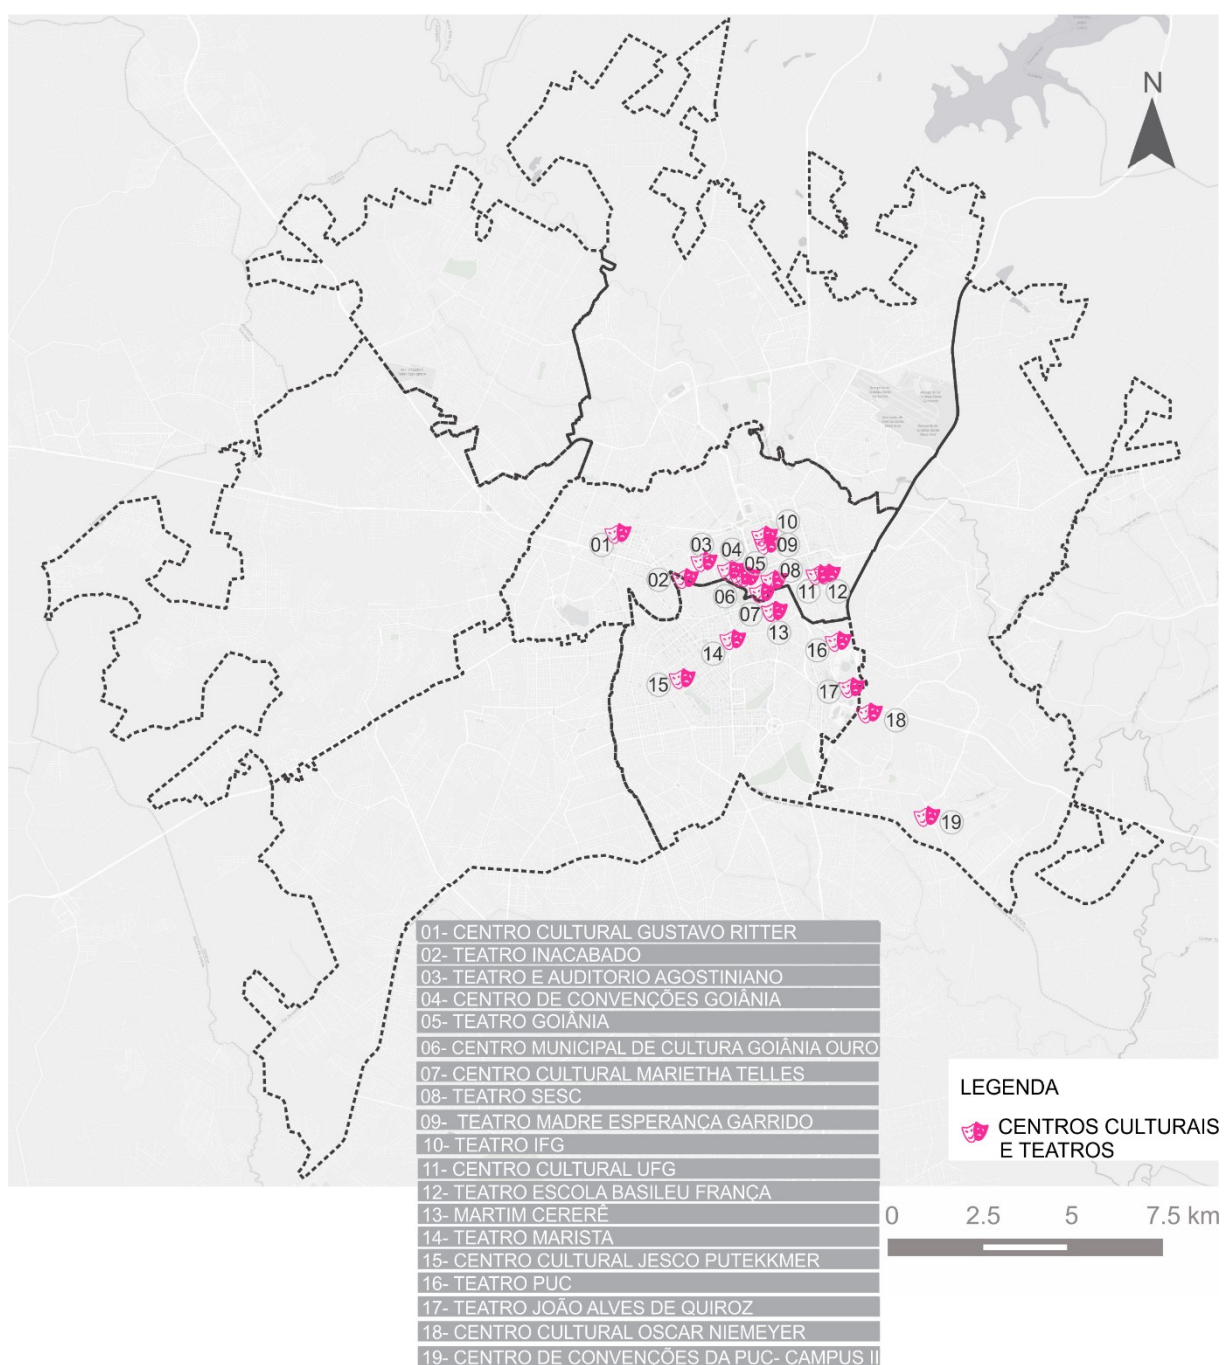 N
10
01
03
04
09
02
05
08
06
11
12
07
13
14
16
15
17
18
19
01- CENTRO CULTURAL GUSTAVO RITTER
02- TEATRO INACABADO
03- TEATRO E AUDITORIO AGOSTINIANO
04- CENTRO DE CONVENÇÕES GOIÂNIA
05- TEATRO GOIÂNIA
06- CENTRO MUNICIPAL DE CULTURA GOIÂNIA OURO
07- CENTRO CULTURAL MARIETHA TELLES
08- TEATRO SESC
09- TEATRO MADRE ESPERANÇA GARRIDO
10- TEATRO IFG
11- CENTRO CULTURAL UFG
12- TEATRO ESCOLA BASILEU FRANÇA
13- MARTIM CERERÊ
14- TEATRO MARISTA
15- CENTRO CULTURAL JESCO PUTEKKMER
16- TEATRO PUC
17- TEATRO JOÃO ALVES DE QUIROZ
18- CENTRO CULTURAL OSCAR NIEMEYER
19- CENTRO DE CONVENÇÕES DA PUC- CAMPUS II
LEGENDA
CENTROS CULTURAIS
E TEATROS
0 2.5 5 7.5 km